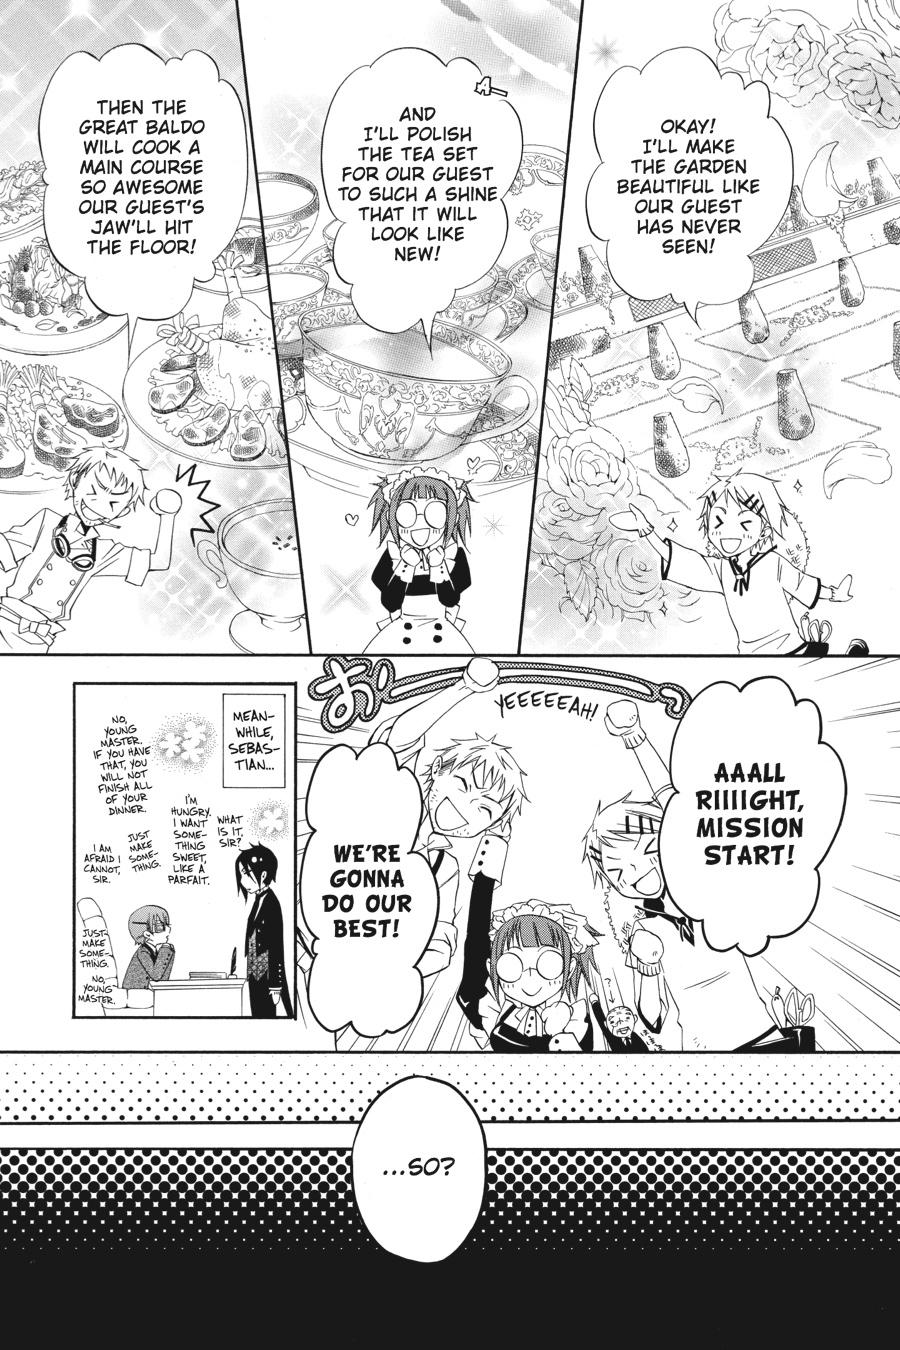 OKAY!
I'LL MAKE
THE GARDEN
BEAUTIFUL LIKE
OUR GUEST
HAS NEVER
SEEN!
AND
I'LL POLISH
THE TEA SET
FOR OUR GUEST
TO SUCH A SHINE
THAT IT WILL
LOOK LIKE
NEW!
THEN THE
GREAT BALDO
WILL COOK A
MAIN COURSE
SO AWESOME
OUR GUEST'S
JAW'LL HIT
THE FLOOR!
AAALL
RIIIIGHT,
MISSION
START!
YEEEEEAH!
お
っ
WE'RE
GONNA
DO OUR
BEST!
MEAN-
WHILE,
SEBAS-
TIAN...
WHAT
IS IT,
SIR?
I'M
HUNGRY.
I WANT
SOME-
THING
SWEET,
LIKE A
PARFAIT.
NO,
YOUNG
MASTER.
IF YOU HAVE
THAT, YOU
WILL NOT
FINISH ALL
OF YOUR
DINNER.
JUST
MAKE
SOME-
THING.
I AM
AFRAID I
CANNOT,
SIR.
JUST
MAKE
SOME-
THING.
NO,
YOUNG
MASTER.
...SO?